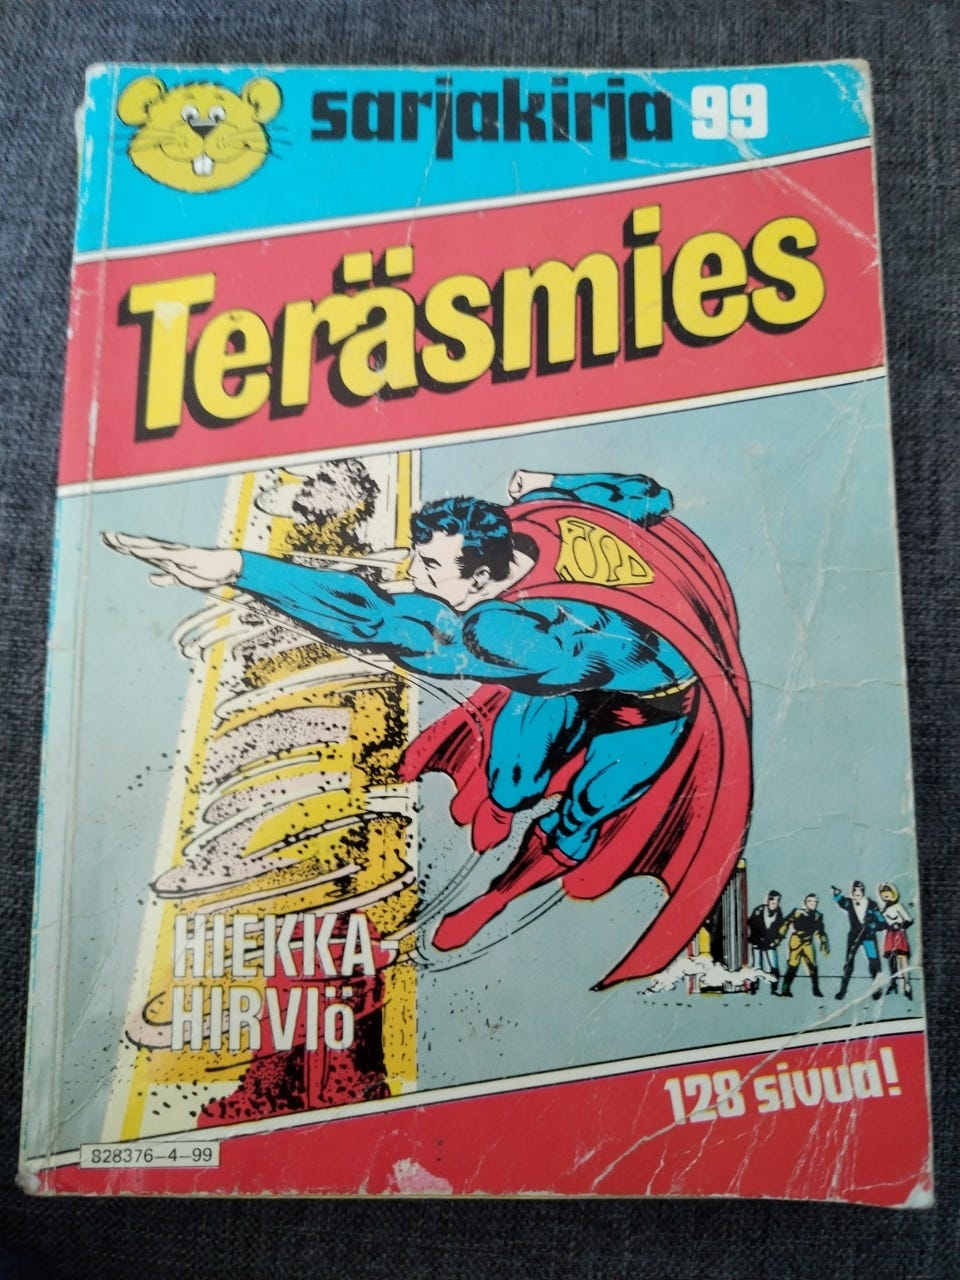 sarjakirja 99
Teräsmies
S
HIEKKA-
HIRVIÖ
128 sivua!
828376-4-99